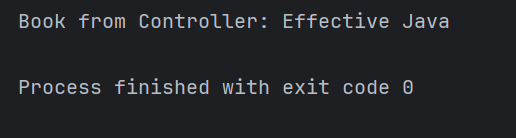 Book from Controller: Effective Java
Process finished with exit code 0